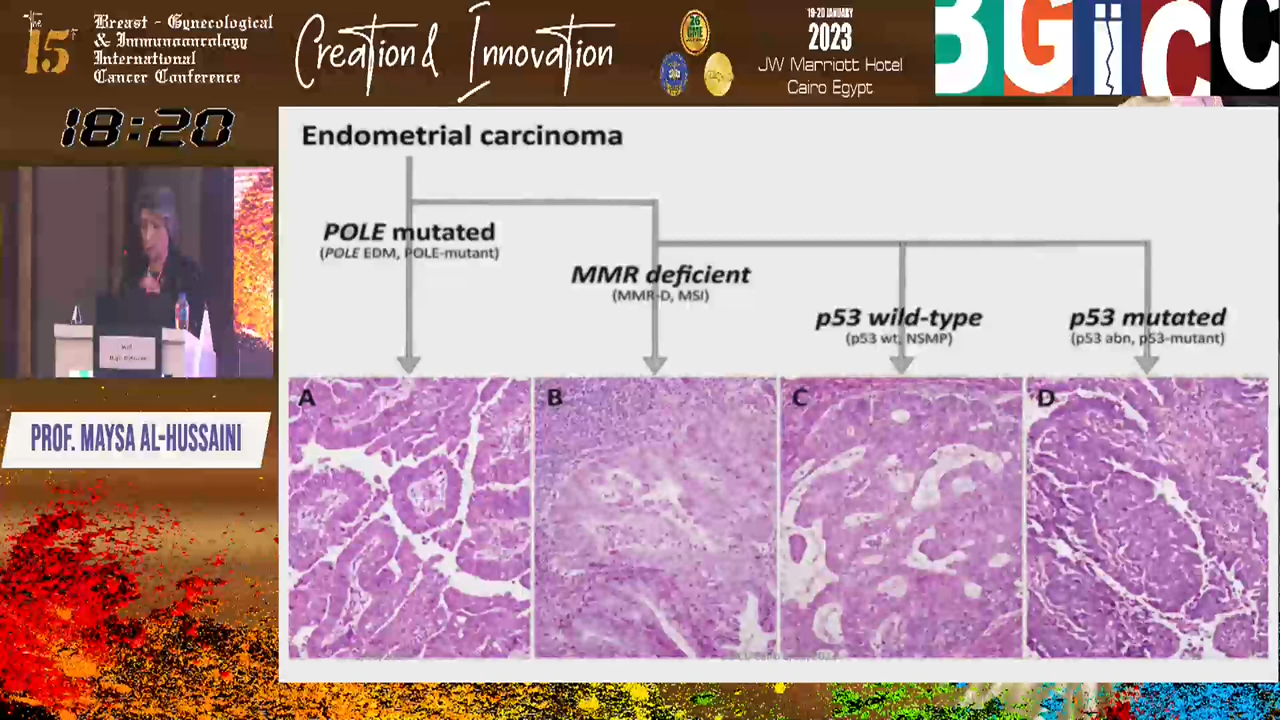 The
15th
Breast - Gynecological
& Immunooncology
International
Cancer Conference
Creation & Innovation
18-20 JANUARY
2023
JW Marriott Hotel
Cairo Egypt
BGICC
18:20
PROF. MAYSA AL-HUSSAINI
Endometrial carcinoma
POLE mutated
(POLE EDM, POLE-mutant)
MMR deficient
(MMR-D, MSI)
p53 wild-type
(p53 wt, NSMP)
p53 mutated
(p53 abn, p53-mutant)
A
B
C
D